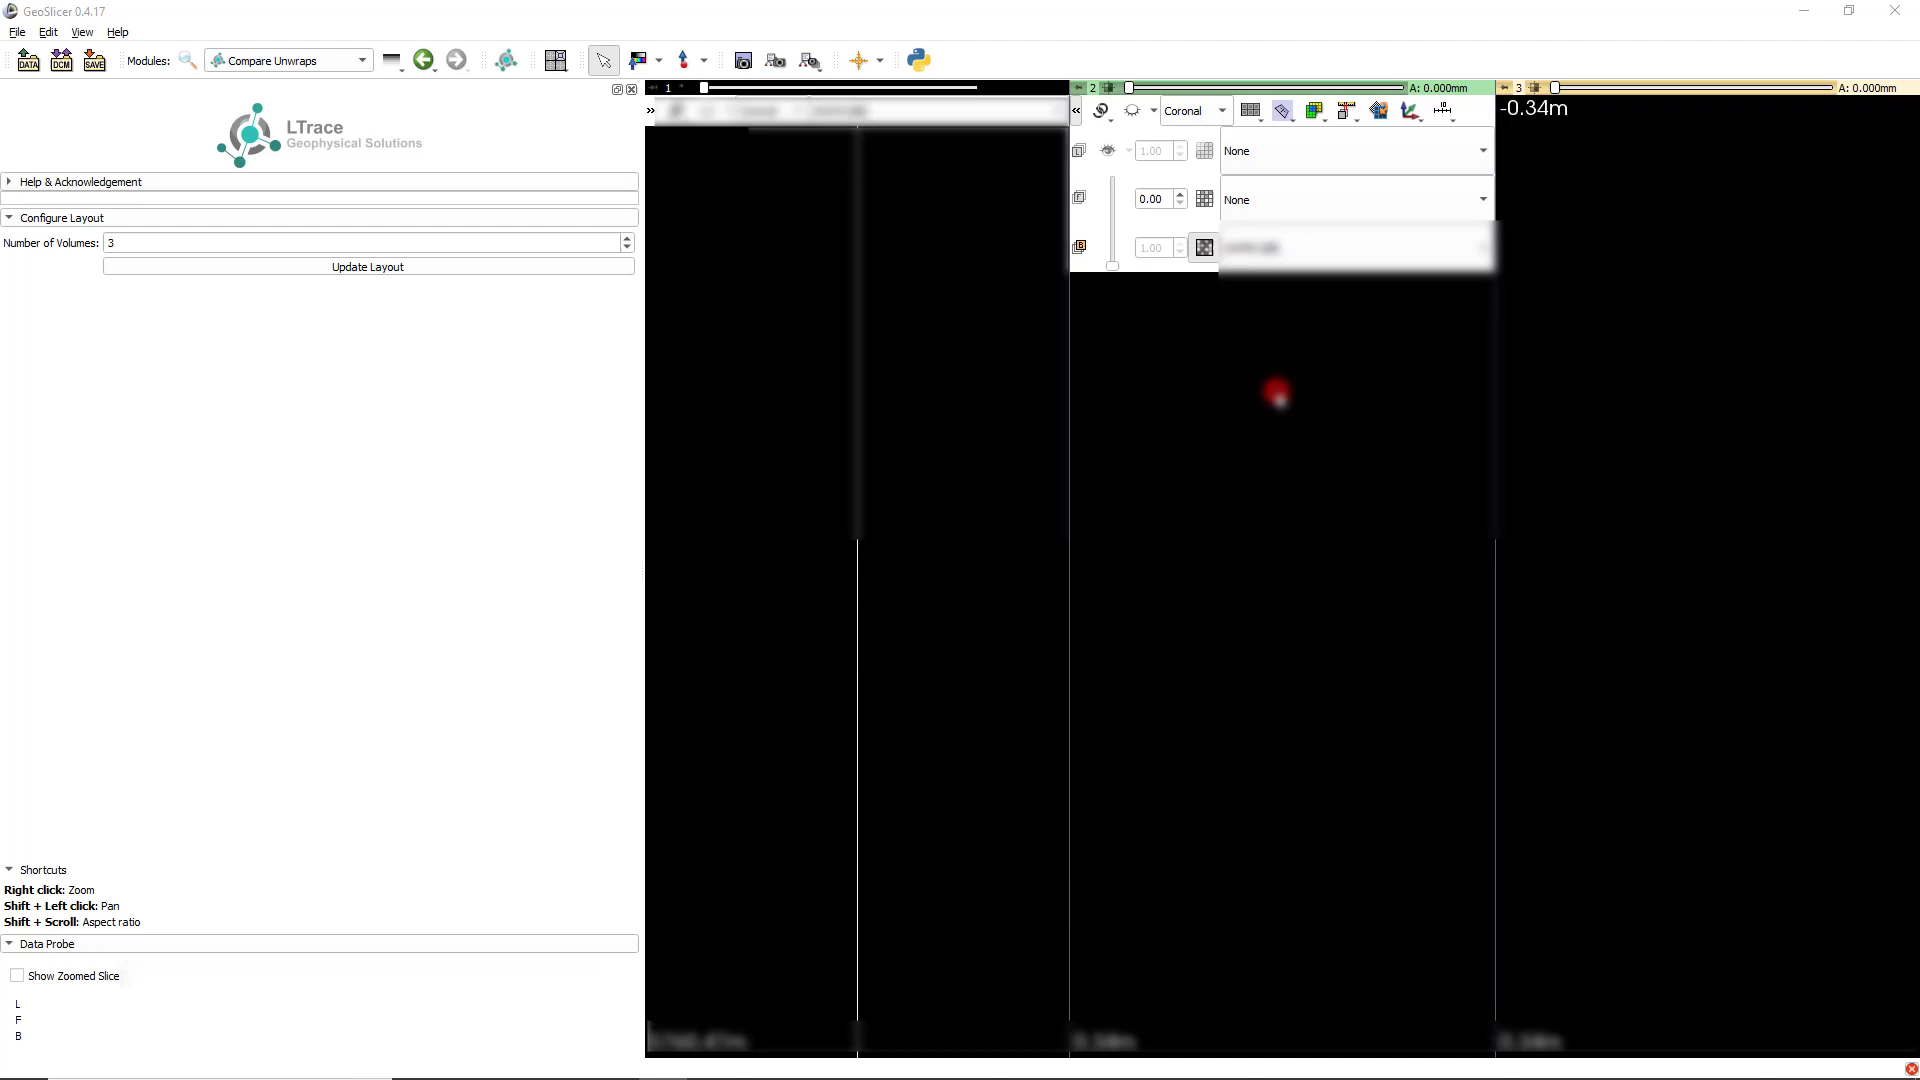 GeoSlicer 0.4.17
File Edit View Help
DATA DCM SAVE Modules: Compare Unwraps
1 2 A: 0.000mm 3 A: 0.000mm
Coronal -0.34m
LTrace
Geophysical Solutions
1.00 None
Help & Acknowledgement
0.00 None
Configure Layout
Number of Volumes: 3
B 1.00
Update Layout
Shortcuts
Right click: Zoom
Shift + Left click: Pan
Shift + Scroll: Aspect ratio
Data Probe
Show Zoomed Slice
L
F
B